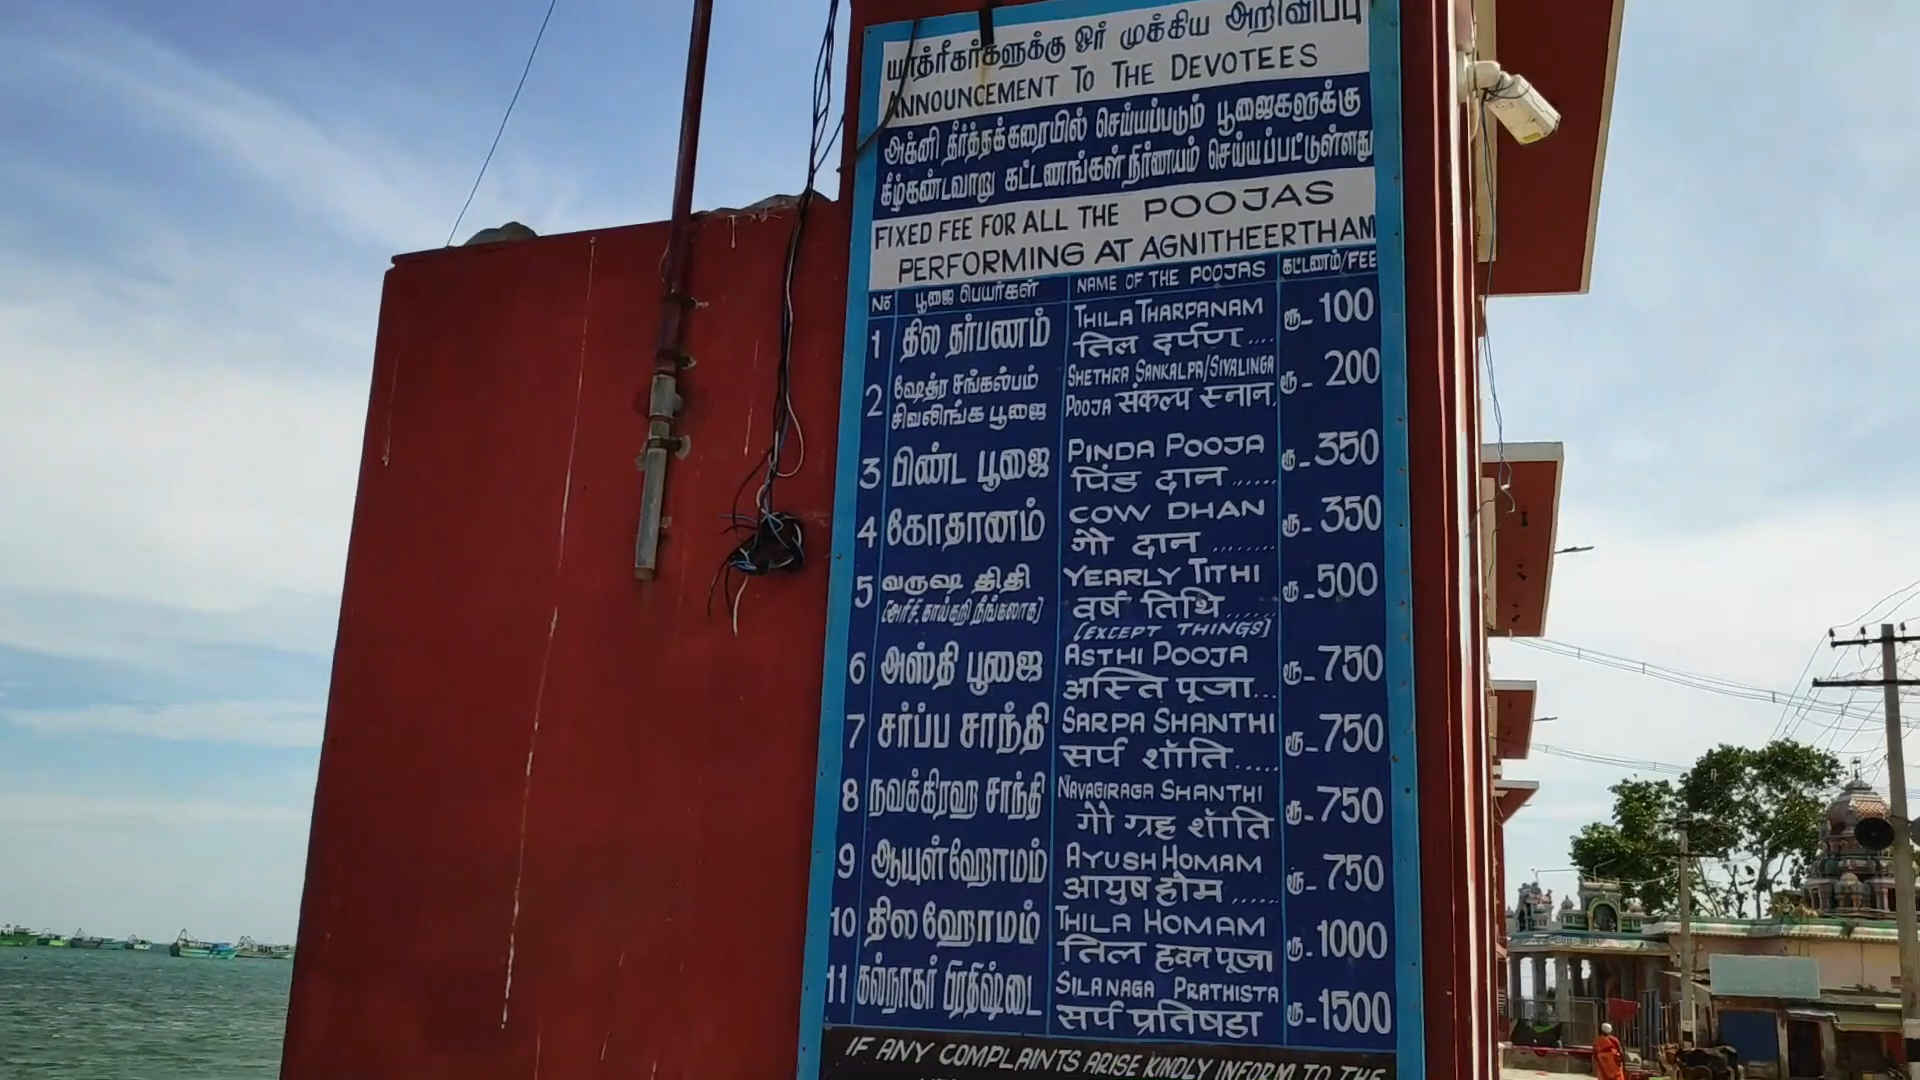 யாத்ரீகர்களுக்கு ஓர் முக்கிய அறிவிப்பு
ANNOUNCEMENT TO THE DEVOTEES
அக்னி தீர்த்தக்கரையில் செய்யப்படும் பூஜைகளுக்கு
கீழ்கண்டவாறு கட்டணங்கள் நிர்ணயம் செய்யப்பட்டுள்ளது
FIXED FEE FOR ALL THE POOJAS
PERFORMING AT AGNITHEERTHAM
No பூஜை பெயர்கள் NAME OF THE POOJAS கட்டணம்/FEE
1 தில தர்பணம் THILA THARPANAM ரூ_ 100
तिल दर्पण ....
2 ஷேத்ர சங்கல்பம் SHETHRA SANKALPA/SIVALINGA ரூ_ 200
சிவலிங்க பூஜை POOJA संकल्प स्नान.
3 பிண்ட பூஜை PINDA POOJA ரூ_ 350
पिंड दान ......
4 கோதானம் COW DHAN ரூ_ 350
गौ दान ........
5 வருஷ திதி YEARLY TITHI ரூ_ 500
वर्ष तिथि ......
[அரிசி, காய்கறி நீங்கலாக] [EXCEPT THINGS]
6 அஸ்தி பூஜை ASTHI POOJA ரூ_ 750
अस्ति पूजा...
7 சர்ப்ப சாந்தி SARPA SHANTHI ரூ_ 750
सर्प शॉति .....
8 நவக்கிரஹ சாந்தி NAVAGIRAGA SHANTHI ரூ_ 750
गौ ग्रह शॉति
9 ஆயுள்ஹோமம் AYUSH HOMAM ரூ_ 750
आयुष होम ......
10 தில ஹோமம் THILA HOMAM ரூ. 1000
तिल हवन पूजा
11 கல்நாகர் பிரதிஷ்டை SILANAGA PRATHISTA ரூ_ 1500
सर्प प्रतिषडा
IF ANY COMPLAINTS ARISE KINDLY INFORM TO THE